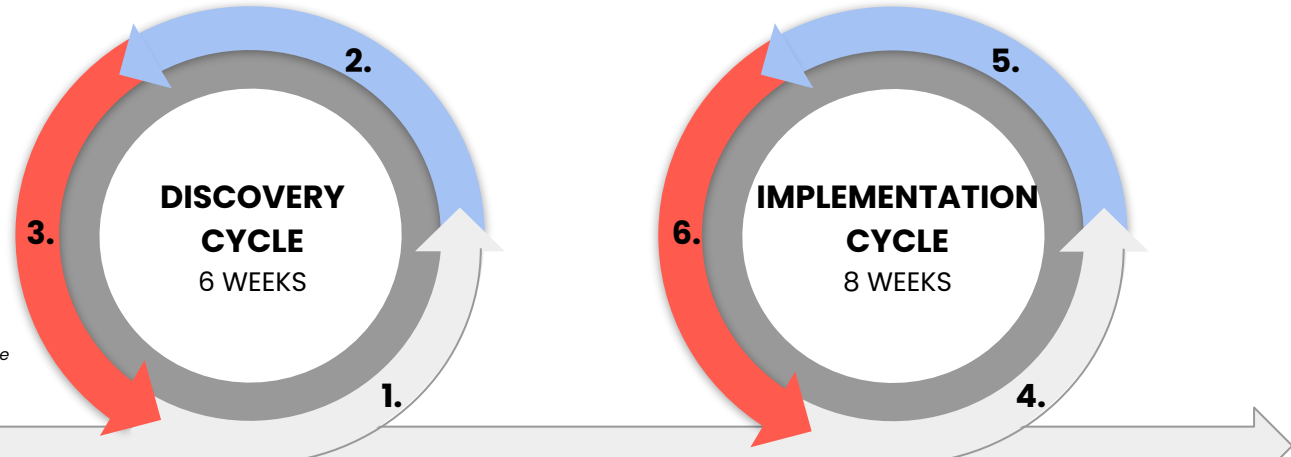 2.
DISCOVERY
CYCLE
6 WEEKS
3.
1.
5.
IMPLEMENTATION
CYCLE
8 WEEKS
6.
4.